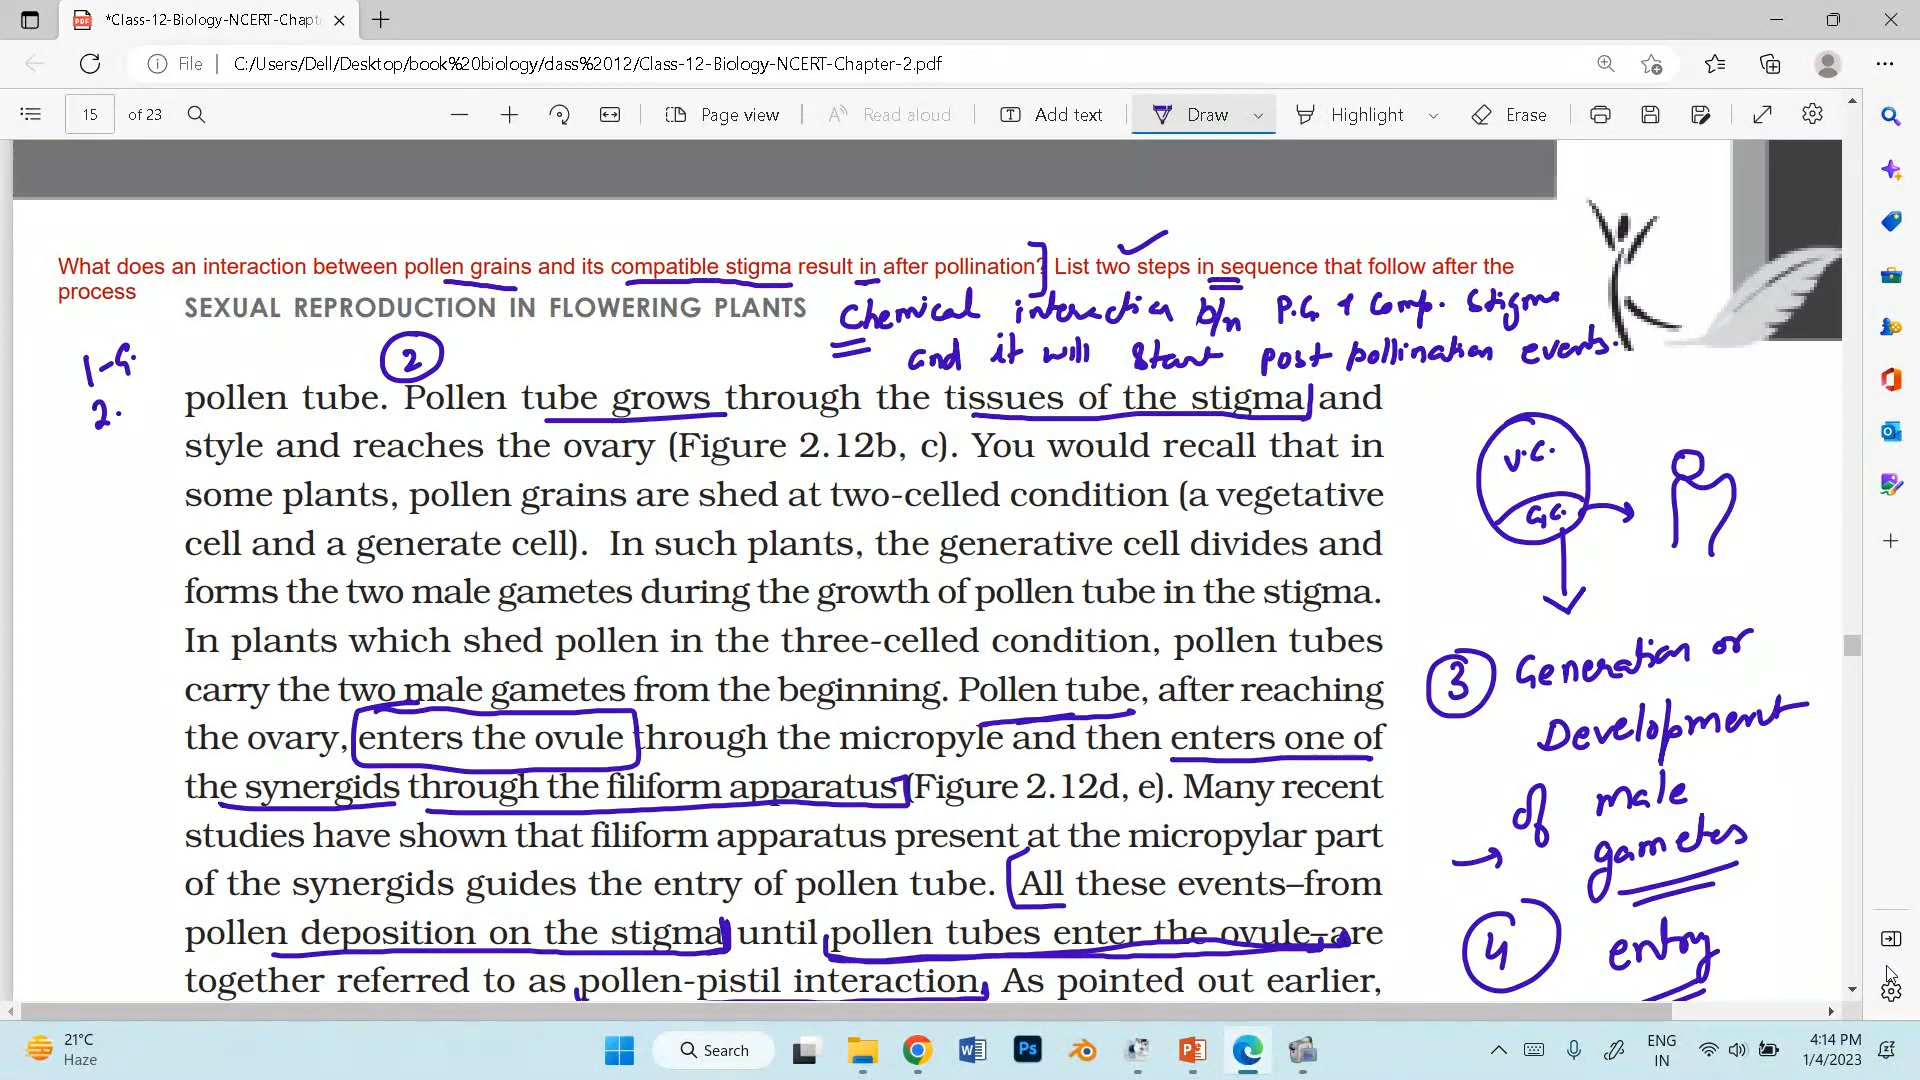 *Class-12-Biology-NCERT-Chapt
File
C:/Users/Dell/Desktop/book%20biology/class%2012/Class-12-Biology-NCERT-Chapter-2.pdf
15 of 23
Page view
Read aloud
Add text
Draw
Highlight
Erase
What does an interaction between pollen grains and its compatible stigma result in after pollination? List two steps in sequence that follow after the
process
SEXUAL REPRODUCTION IN FLOWERING PLANTS
Chemical interaction b/n P.G + Comp. Stigma
and it will start post pollination events.
1-G.
2.
2
pollen tube. Pollen tube grows through the tissues of the stigma and
style and reaches the ovary (Figure 2.12b, c). You would recall that in
some plants, pollen grains are shed at two-celled condition (a vegetative
cell and a generate cell). In such plants, the generative cell divides and
forms the two male gametes during the growth of pollen tube in the stigma.
In plants which shed pollen in the three-celled condition, pollen tubes
carry the two male gametes from the beginning. Pollen tube, after reaching
the ovary, enters the ovule through the micropyle and then enters one of
the synergids through the filiform apparatus (Figure 2.12d, e). Many recent
studies have shown that filiform apparatus present at the micropylar part
of the synergids guides the entry of pollen tube. All these events–from
pollen deposition on the stigma until pollen tubes enter the ovule–are
together referred to as pollen-pistil interaction. As pointed out earlier,
V.C.
G.C.
3 Generation or
Development
of male
gametes
4 entry
21°C
Haze
Search
ENG
IN
4:14 PM
1/4/2023